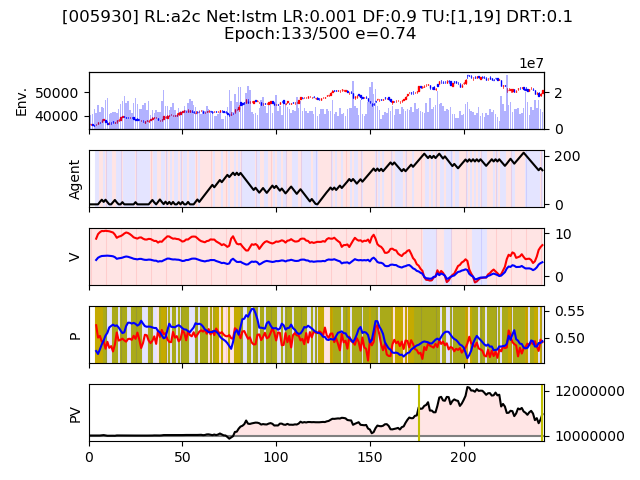 [005930] RL:a2c Net:lstm LR:0.001 DF:0.9 TU:[1,19] DRT:0.1
Epoch:133/500 e=0.74
1e7
Env.
50000
40000
2
0
Agent
200
0
V
10
0
P
0.55
0.50
PV
12000000
10000000
0 50 100 150 200